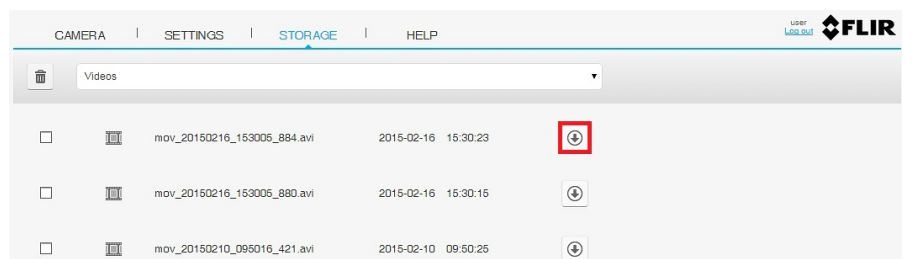 CAMERA | SETTINGS | STORAGE | HELP
user
Log out
FLIR
Videos
mov_20150216_153005_884.avi 2015-02-16 15:30:23
mov_20150216_153005_880.avi 2015-02-16 15:30:15
mov_20150210_095016_421.avi 2015-02-10 09:50:25